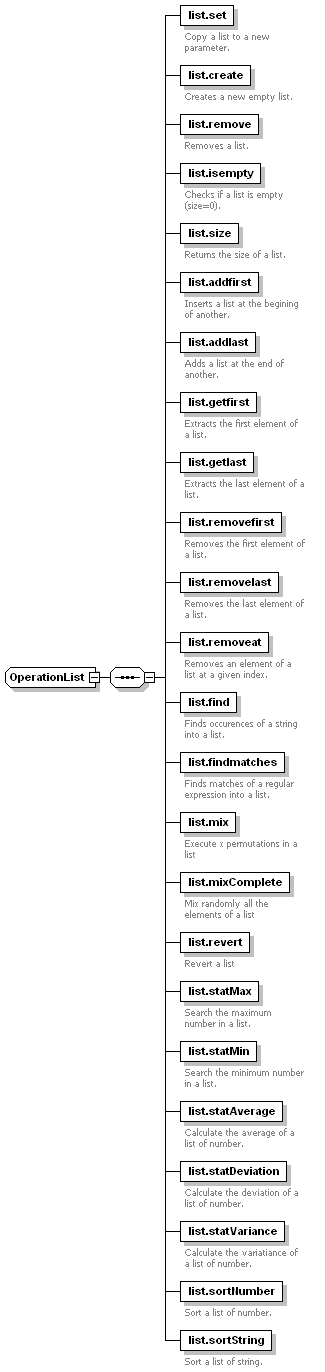 list.set
Copy a list to a new
parameter.
list.create
Creates a new empty list.
list.remove
Removes a list.
list.isempty
Checks if a list is empty
(size=0).
list.size
Returns the size of a list.
list.addfirst
Inserts a list at the begining
of another.
list.addlast
Adds a list at the end of
another.
list.getfirst
Extracts the first element of
a list.
list.getlast
Extracts the last element of a
list.
list.removefirst
Removes the first element of
a list.
list.removelast
Removes the last element of
a list.
list.removeat
Removes an element of a
list at a given index.
OperationList
list.find
Finds occurences of a string
into a list.
list.findmatches
Finds matches of a regular
expression into a list.
list.mix
Execute x permutations in a
list
list.mixComplete
Mix randomly all the
elements of a list
list.revert
Revert a list
list.statMax
Search the maximum
number in a list.
list.statMin
Search the minimum number
in a list.
list.statAverage
Calculate the average of a
list of number.
list.statDeviation
Calculate the deviation of a
list of number.
list.statVariance
Calculate the variatiance of
a list of number.
list.sortNumber
Sort a list of number.
list.sortString
Sort a list of string.